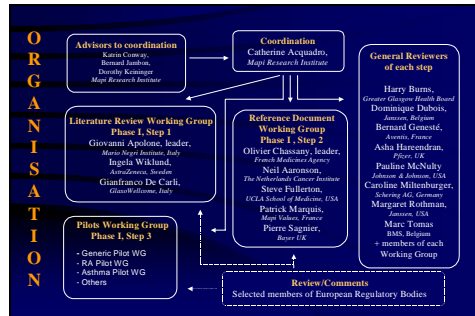 ORGANISATION
Advisors to coordination
Katrin Conway,
Bernard Jambon,
Dorothy Keininger
Mapi Research Institute
Coordination
Catherine Acquadro,
Mapi Research Institute
General Reviewers
of each step
Harry Burns,
Greater Glasgow Health Board
Dominique Dubois,
Janssen, Belgium
Bernard Genesté,
Aventis, France
Asha Hareendran,
Pfizer, UK
Pauline McNulty
Johnson & Johnson, USA
Caroline Miltenburger,
Schering AG, Germany
Margaret Rothman,
Janssen, USA
Marc Tomas
BMS, Belgium
+ members of each
Working Group
Literature Review Working Group
Phase I, Step 1
Giovanni Apolone, leader,
Mario Negri Institute, Italy
Ingela Wiklund,
AstraZeneca, Sweden
Gianfranco De Carli,
GlaxoWellcome, Italy
Reference Document
Working Group
Phase I , Step 2
Olivier Chassany, leader,
French Medicines Agency
Neil Aaronson,
The Netherlands Cancer Institute
Steve Fullerton,
UCLA School of Medicine, USA
Patrick Marquis,
Mapi Values, France
Pierre Sagnier,
Bayer UK
Pilots Working Group
Phase I, Step 3
- Generic Pilot WG
- RA Pilot WG
- Asthma Pilot WG
- Others
Review/Comments
Selected members of European Regulatory Bodies